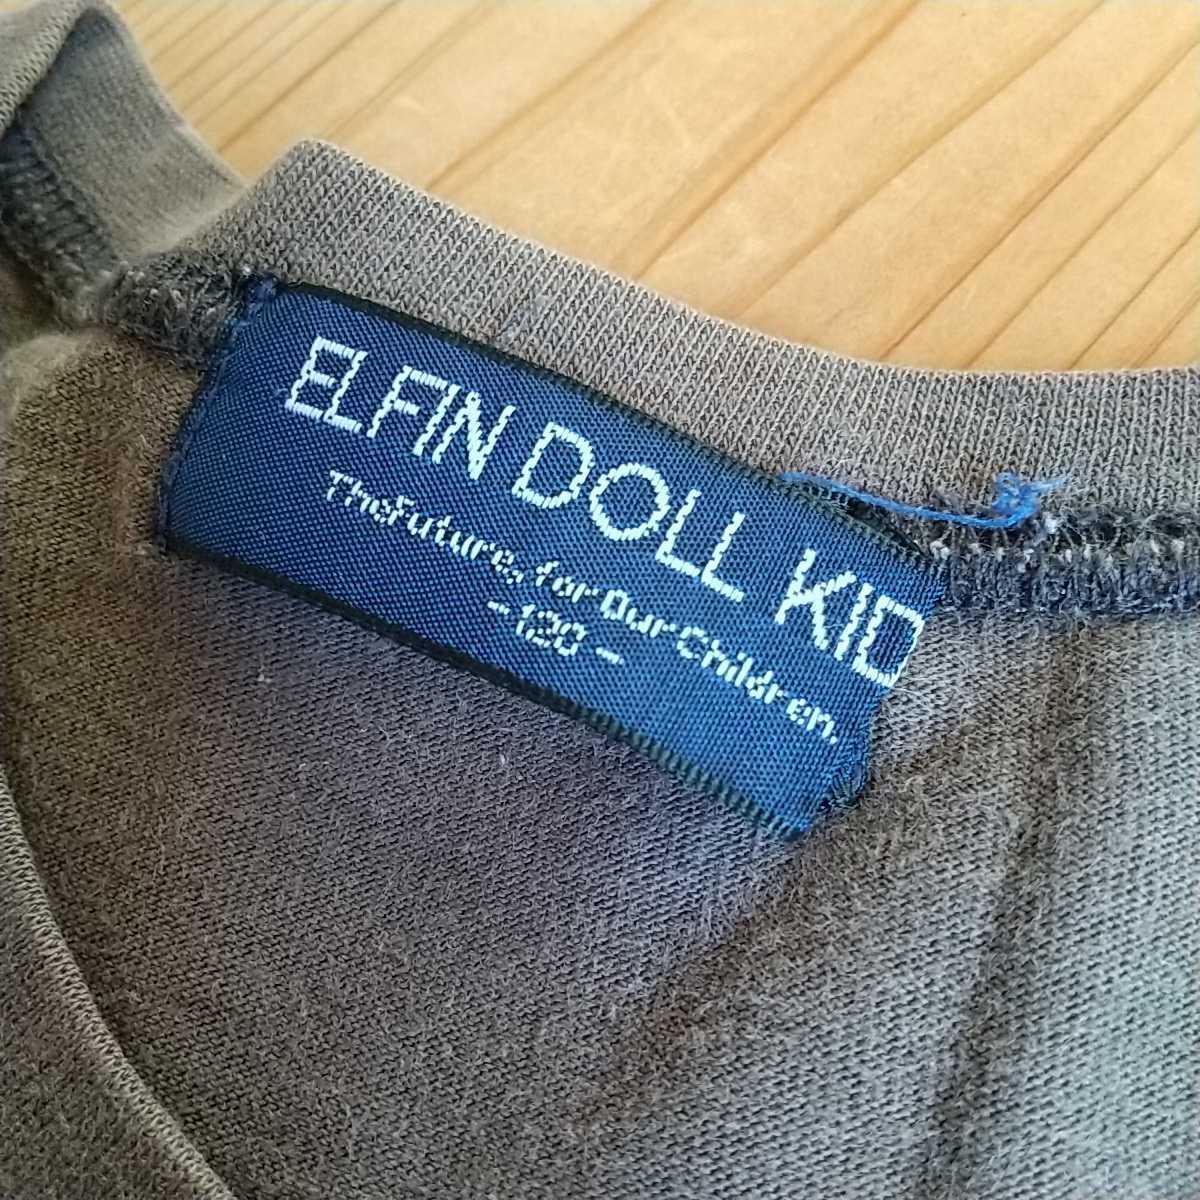 ELFIN DOLL KID
The Future, for Our Children.
-120-